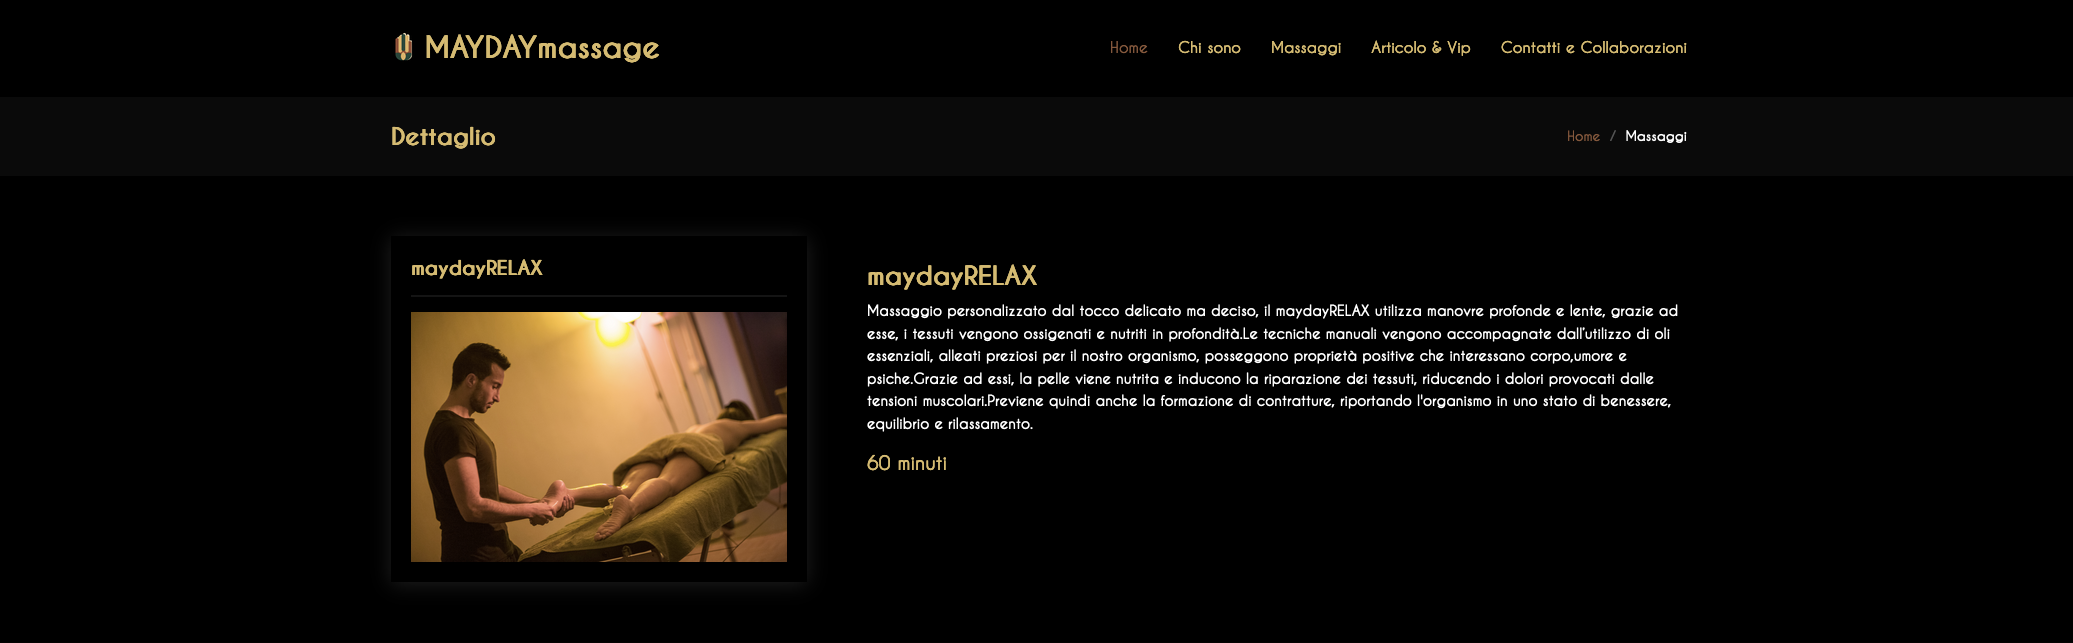 MAYDAYmassage
Home
Chi sono
Massaggi
Articolo & Vip
Contatti e Collaborazioni
Dettaglio
Home / Massaggi
maydayRELAX
maydayRELAX
Massaggio personalizzato dal tocco delicato ma deciso, il maydayRELAX utilizza manovre profonde e lente, grazie ad
esse, i tessuti vengono ossigenati e nutriti in profondità.Le tecniche manuali vengono accompagnate dall'utilizzo di oli
essenziali, alleati preziosi per il nostro organismo, posseggono proprietà positive che interessano corpo,umore e
psiche.Grazie ad essi, la pelle viene nutrita e inducono la riparazione dei tessuti, riducendo i dolori provocati dalle
tensioni muscolari.Previene quindi anche la formazione di contratture, riportando l'organismo in uno stato di benessere,
equilibrio e rilassamento.
60 minuti